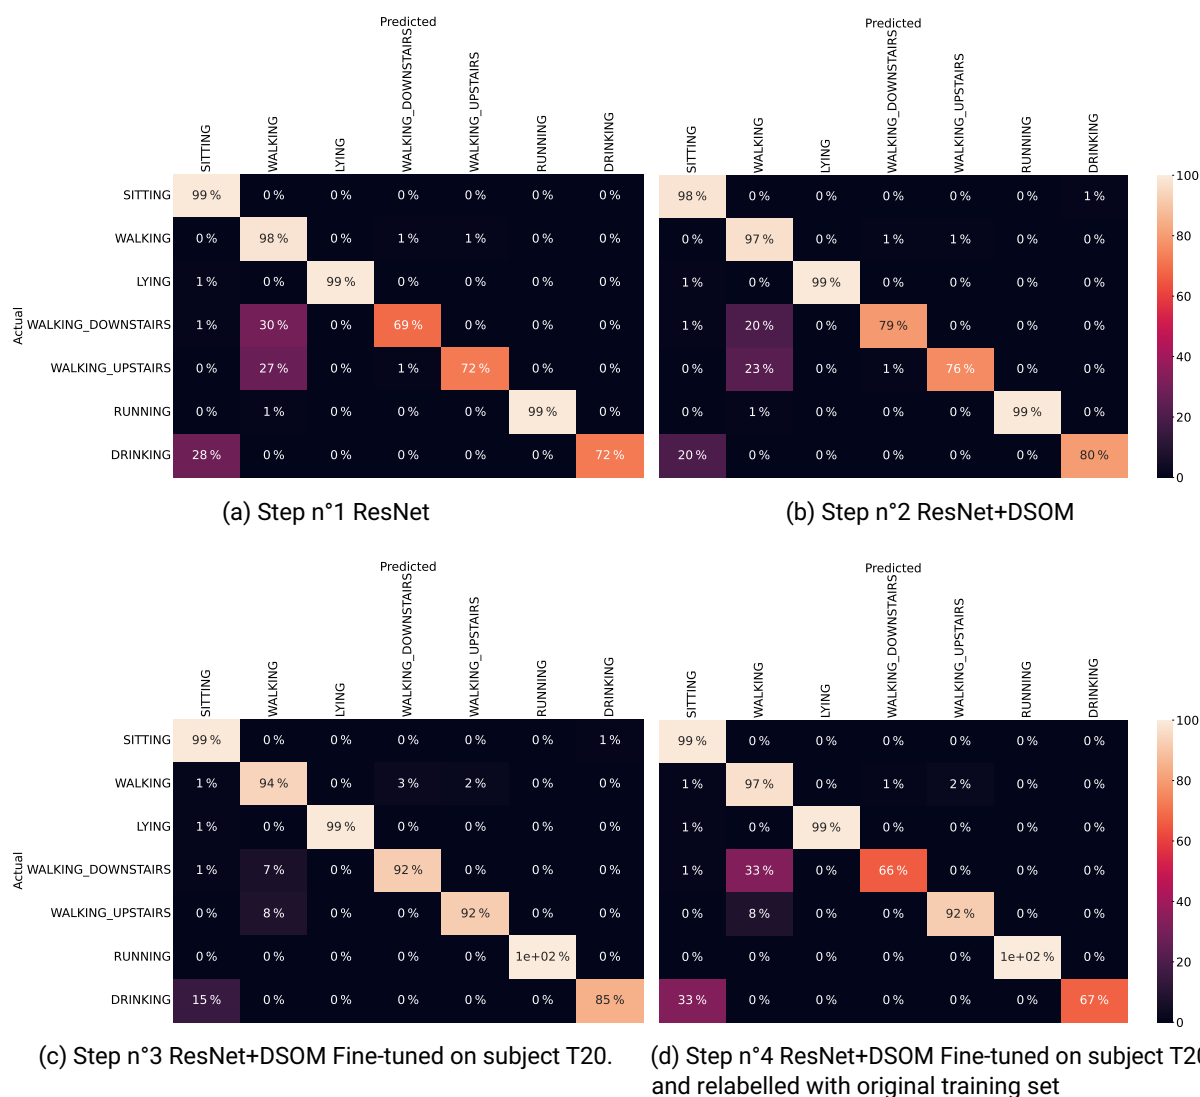 Predicted
SITTING WALKING LYING WALKING_DOWNSTAIRS WALKING_UPSTAIRS RUNNING DRINKING
Actual
SITTING 99 % 0 % 0 % 0 % 0 % 0 % 0 %
WALKING 0 % 98 % 0 % 1 % 1 % 0 % 0 %
LYING 1 % 0 % 99 % 0 % 0 % 0 % 0 %
WALKING_DOWNSTAIRS 1 % 30 % 0 % 69 % 0 % 0 % 0 %
WALKING_UPSTAIRS 0 % 27 % 0 % 1 % 72 % 0 % 0 %
RUNNING 0 % 1 % 0 % 0 % 0 % 99 % 0 %
DRINKING 28 % 0 % 0 % 0 % 0 % 0 % 72 %
(a) Step n°1 ResNet
Predicted
SITTING WALKING LYING WALKING_DOWNSTAIRS WALKING_UPSTAIRS RUNNING DRINKING
98 % 0 % 0 % 0 % 0 % 0 % 1 %
0 % 97 % 0 % 1 % 1 % 0 % 0 %
1 % 0 % 99 % 0 % 0 % 0 % 0 %
1 % 20 % 0 % 79 % 0 % 0 % 0 %
0 % 23 % 0 % 1 % 76 % 0 % 0 %
0 % 1 % 0 % 0 % 0 % 99 % 0 %
20 % 0 % 0 % 0 % 0 % 0 % 80 %
100
80
60
40
20
0
(b) Step n°2 ResNet+DSOM
Predicted
SITTING WALKING LYING WALKING_DOWNSTAIRS WALKING_UPSTAIRS RUNNING DRINKING
Actual
SITTING 99 % 0 % 0 % 0 % 0 % 0 % 1 %
WALKING 1 % 94 % 0 % 3 % 2 % 0 % 0 %
LYING 1 % 0 % 99 % 0 % 0 % 0 % 0 %
WALKING_DOWNSTAIRS 1 % 7 % 0 % 92 % 0 % 0 % 0 %
WALKING_UPSTAIRS 0 % 8 % 0 % 0 % 92 % 0 % 0 %
RUNNING 0 % 0 % 0 % 0 % 0 % 1e+02 % 0 %
DRINKING 15 % 0 % 0 % 0 % 0 % 0 % 85 %
(c) Step n°3 ResNet+DSOM Fine-tuned on subject T20.
Predicted
SITTING WALKING LYING WALKING_DOWNSTAIRS WALKING_UPSTAIRS RUNNING DRINKING
99 % 0 % 0 % 0 % 0 % 0 % 0 %
1 % 97 % 0 % 1 % 2 % 0 % 0 %
1 % 0 % 99 % 0 % 0 % 0 % 0 %
1 % 33 % 0 % 66 % 0 % 0 % 0 %
0 % 8 % 0 % 0 % 92 % 0 % 0 %
0 % 0 % 0 % 0 % 0 % 1e+02 % 0 %
33 % 0 % 0 % 0 % 0 % 0 % 67 %
100
80
60
40
20
0
(d) Step n°4 ResNet+DSOM Fine-tuned on subject T20
and relabelled with original training set